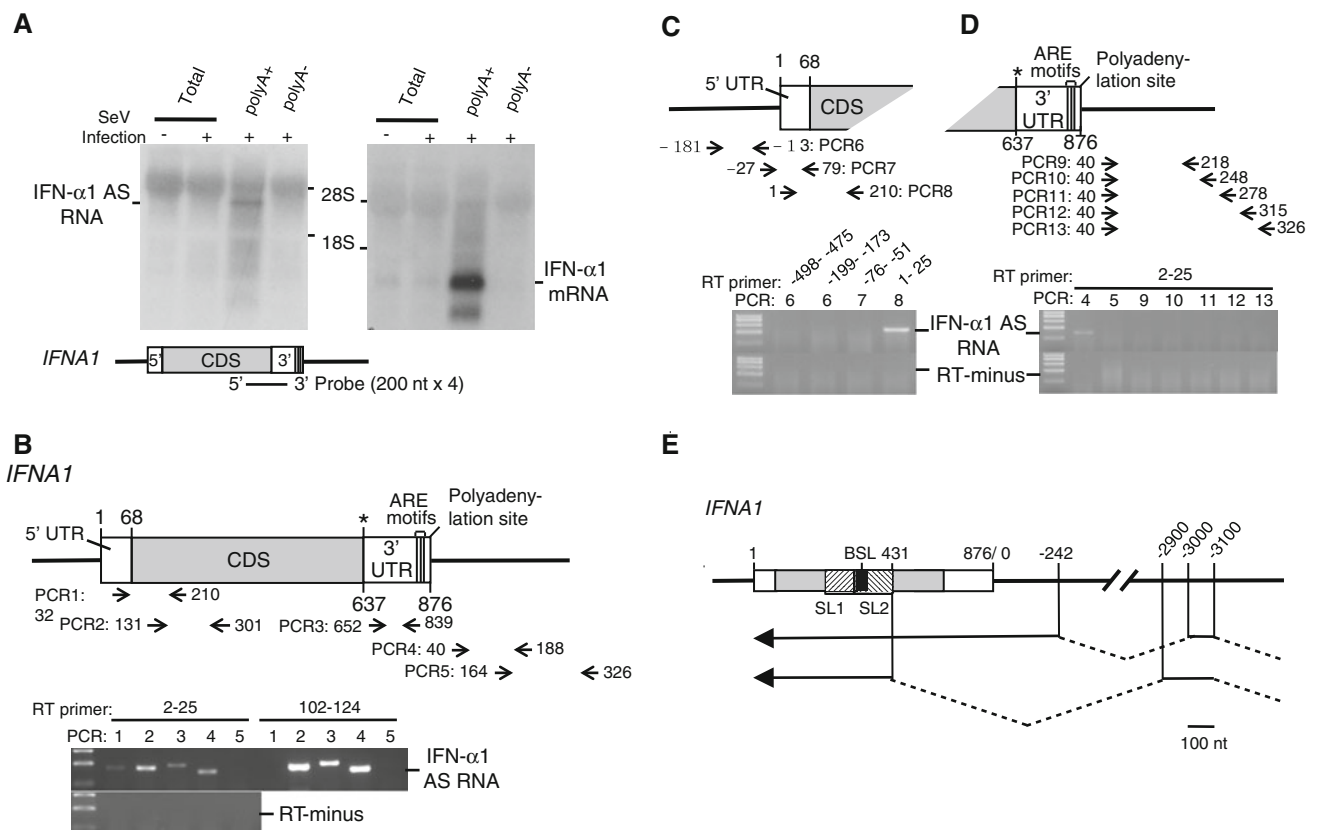 A
Total
polyA+
polyA-
Total
polyA+
polyA-
SeV
Infection
- + + +
- + + +
IFN-α1 AS
RNA
28S
18S
IFN-α1
mRNA
IFNA1
5' CDS 3'
5' 3' Probe (200 nt x 4)
B
IFNA1
1 68 * ARE
motifs
Polyadeny-
lation site
5' UTR
CDS
3'
UTR
637 876
PCR1:
32
210
PCR2: 131 301
PCR3: 652 839
PCR4: 40 188
PCR5: 164 326
RT primer: 2-25 102-124
PCR: 1 2 3 4 5 1 2 3 4 5
IFN-α1
AS RNA
RT-minus
C
1 68
5' UTR
CDS
- 181 - 1 3: PCR6
-27 79: PCR7
1 210: PCR8
RT primer: -498- -475 -199- -173 -76- -51 1- 25
PCR: 6 6 7 8
IFN-α1 AS
RNA
RT-minus
D
* ARE
motifs
Polyadeny-
lation site
3'
UTR
637 876
PCR9: 40 218
PCR10: 40 248
PCR11: 40 278
PCR12: 40 315
PCR13: 40 326
RT primer: 2-25
PCR: 4 5 9 10 11 12 13
E
IFNA1
1 BSL 431 876/ 0 -242 -2900 -3000 -3100
SL1 SL2
100 nt